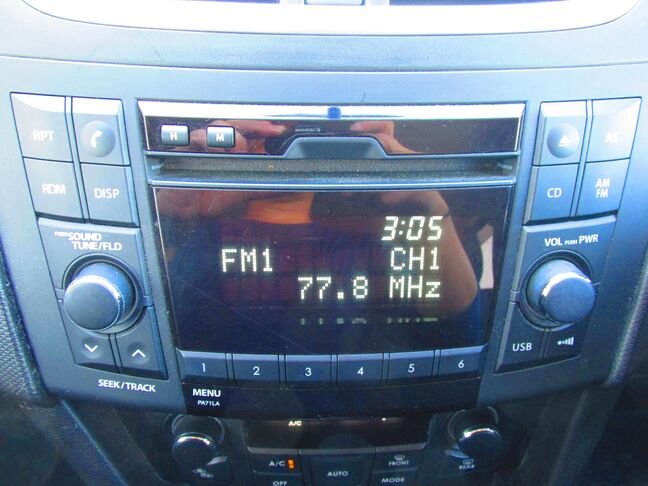 RPT
H M
AS
RDM DISP
CD AM FM
3:05
FM1 CH1
77.8 MHz
PUSH SOUND
TUNE/FLD
VOL PUSH PWR
USB
1 2 3 4 5 6
SEEK/TRACK
MENU
PA71LA
A/C
A/C AUTO FRONT REAR
OFF MODE